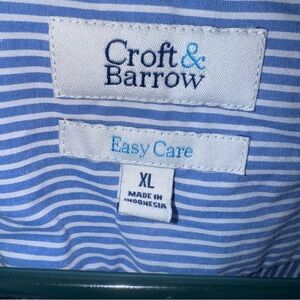 Croft&
Barrow
Easy Care
XL
MADE IN
INDONESIA